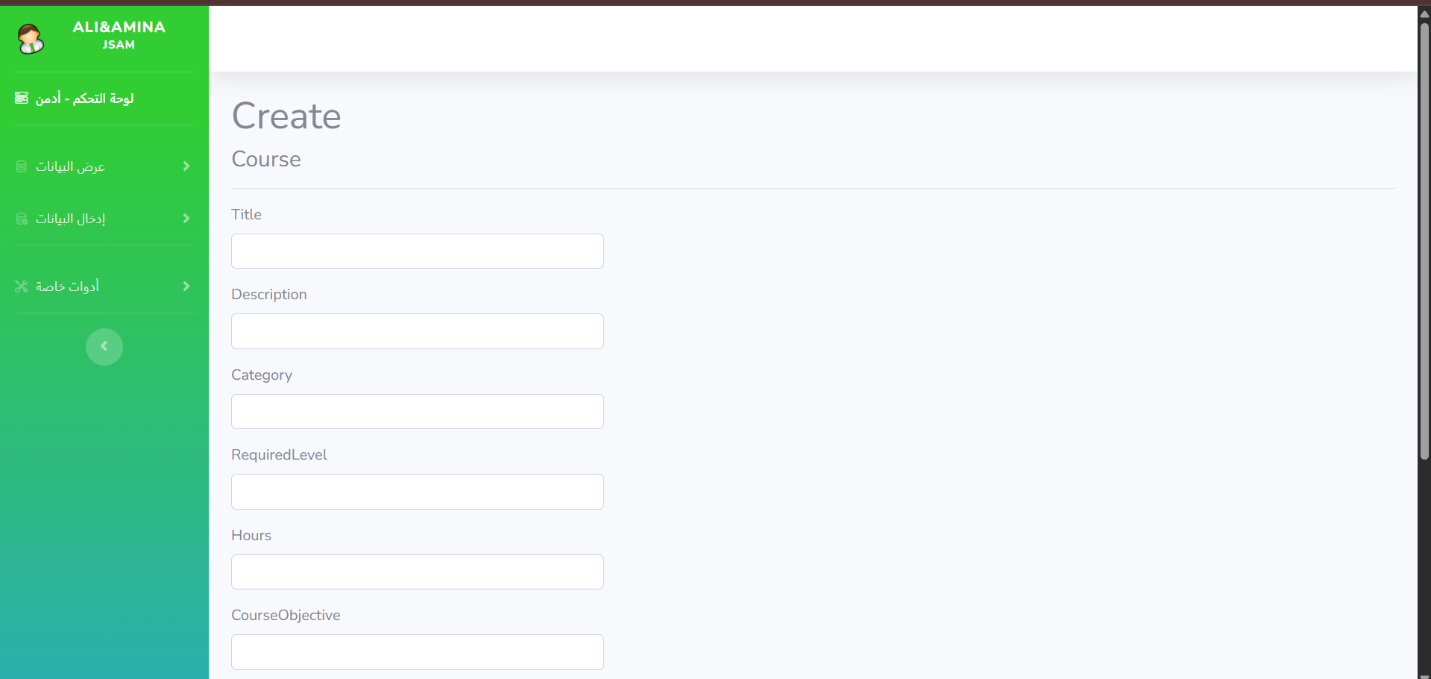 ALI&AMINA
JSAM
لوحة التحكم - أدمن
عرض البيانات
إدخال البيانات
أدوات خاصة
Create
Course
Title
Description
Category
RequiredLevel
Hours
CourseObjective